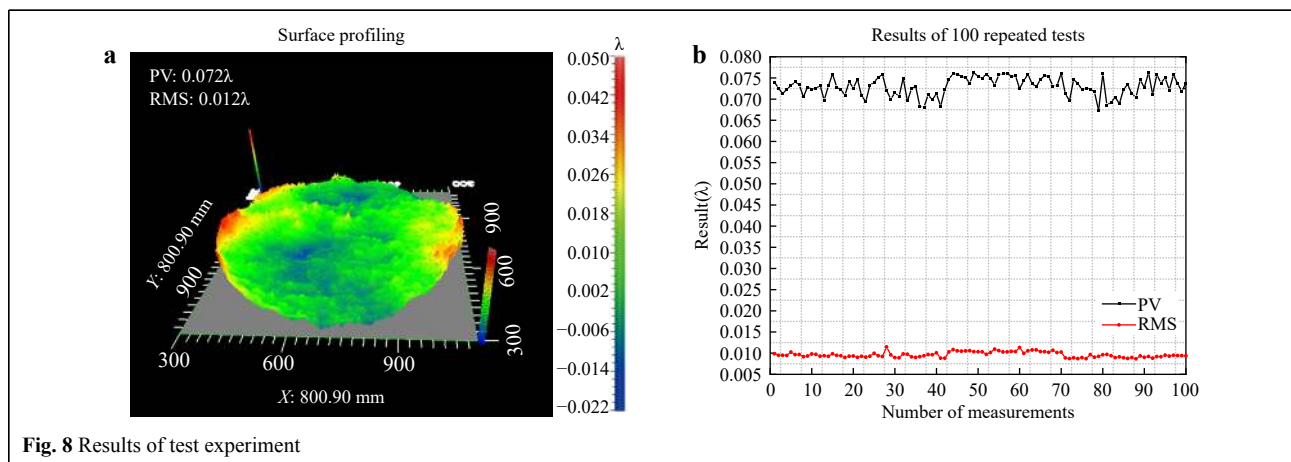 a
Surface profiling
PV: 0.072λ
RMS: 0.012λ
Y: 800.90 mm
900
300
600
900
X: 800.90 mm
900
600
300
λ
0.050
0.042
0.034
0.026
0.018
0.010
0.002
−0.006
−0.014
−0.022
b
Results of 100 repeated tests
Result(λ)
0.080
0.075
0.070
0.065
0.060
0.055
0.050
0.045
0.040
0.035
0.030
0.025
0.020
0.015
0.010
0.005
PV
RMS
0 10 20 30 40 50 60 70 80 90 100
Number of measurements
Fig. 8 Results of test experiment